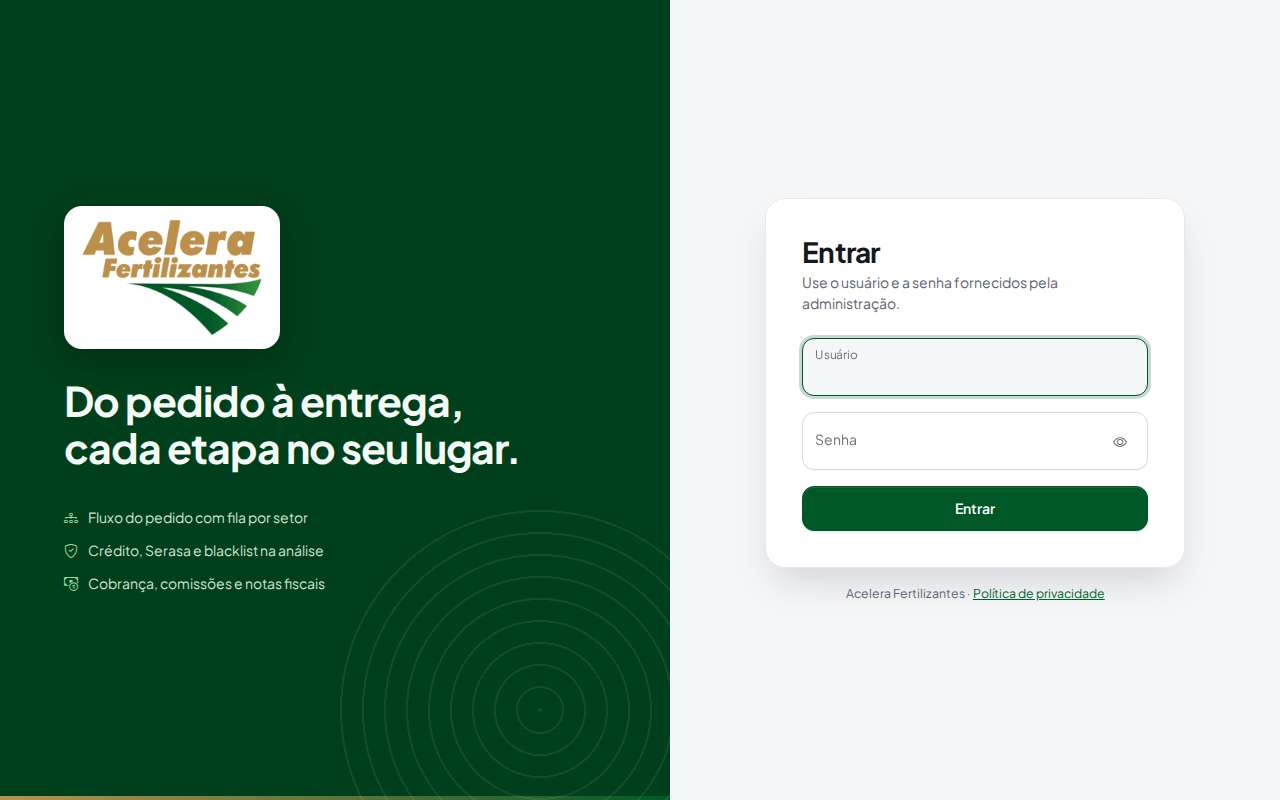 Acelera
Fertilizantes
Do pedido à entrega,
cada etapa no seu lugar.
Fluxo do pedido com fila por setor
Crédito, Serasa e blacklist na análise
Cobrança, comissões e notas fiscais
Entrar
Use o usuário e a senha fornecidos pela
administração.
Usuário
Senha
Entrar
Acelera Fertilizantes · Política de privacidade